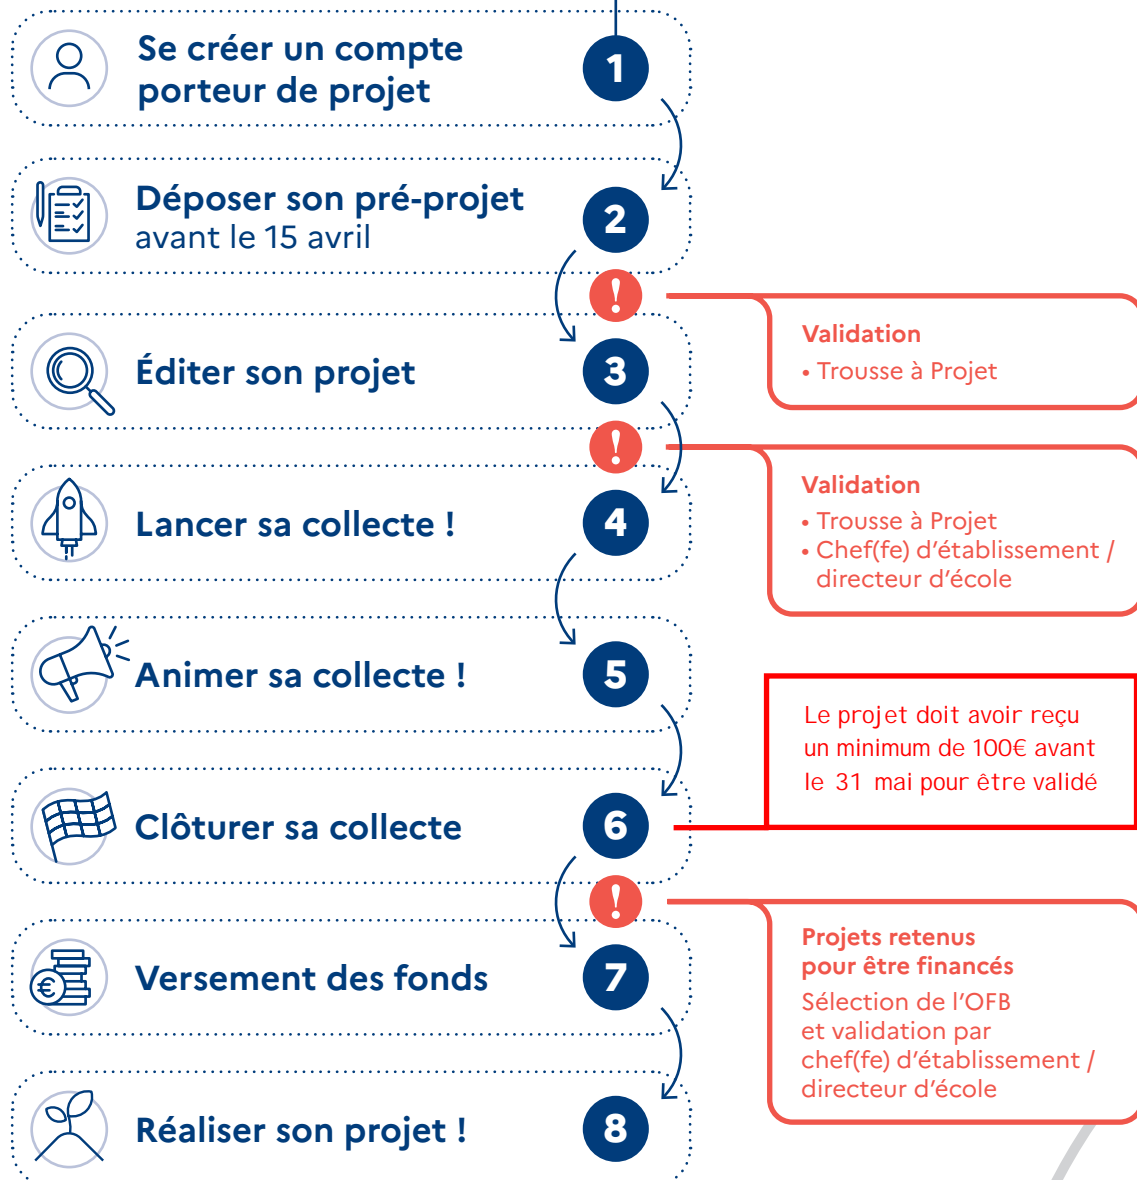 Se créer un compte
porteur de projet
1
Déposer son pré-projet
avant le 15 avril
2
!
Validation
• Trousse à Projet
Éditer son projet
3
!
Validation
• Trousse à Projet
• Chef(fe) d'établissement /
directeur d'école
Lancer sa collecte !
4
Animer sa collecte !
5
Le projet doit avoir reçu
un minimum de 100€ avant
le 31 mai pour être validé
Clôturer sa collecte
6
!
Projets retenus
pour être financés
Sélection de l'OFB
et validation par
chef(fe) d'établissement /
directeur d'école
€
Versement des fonds
7
Réaliser son projet !
8